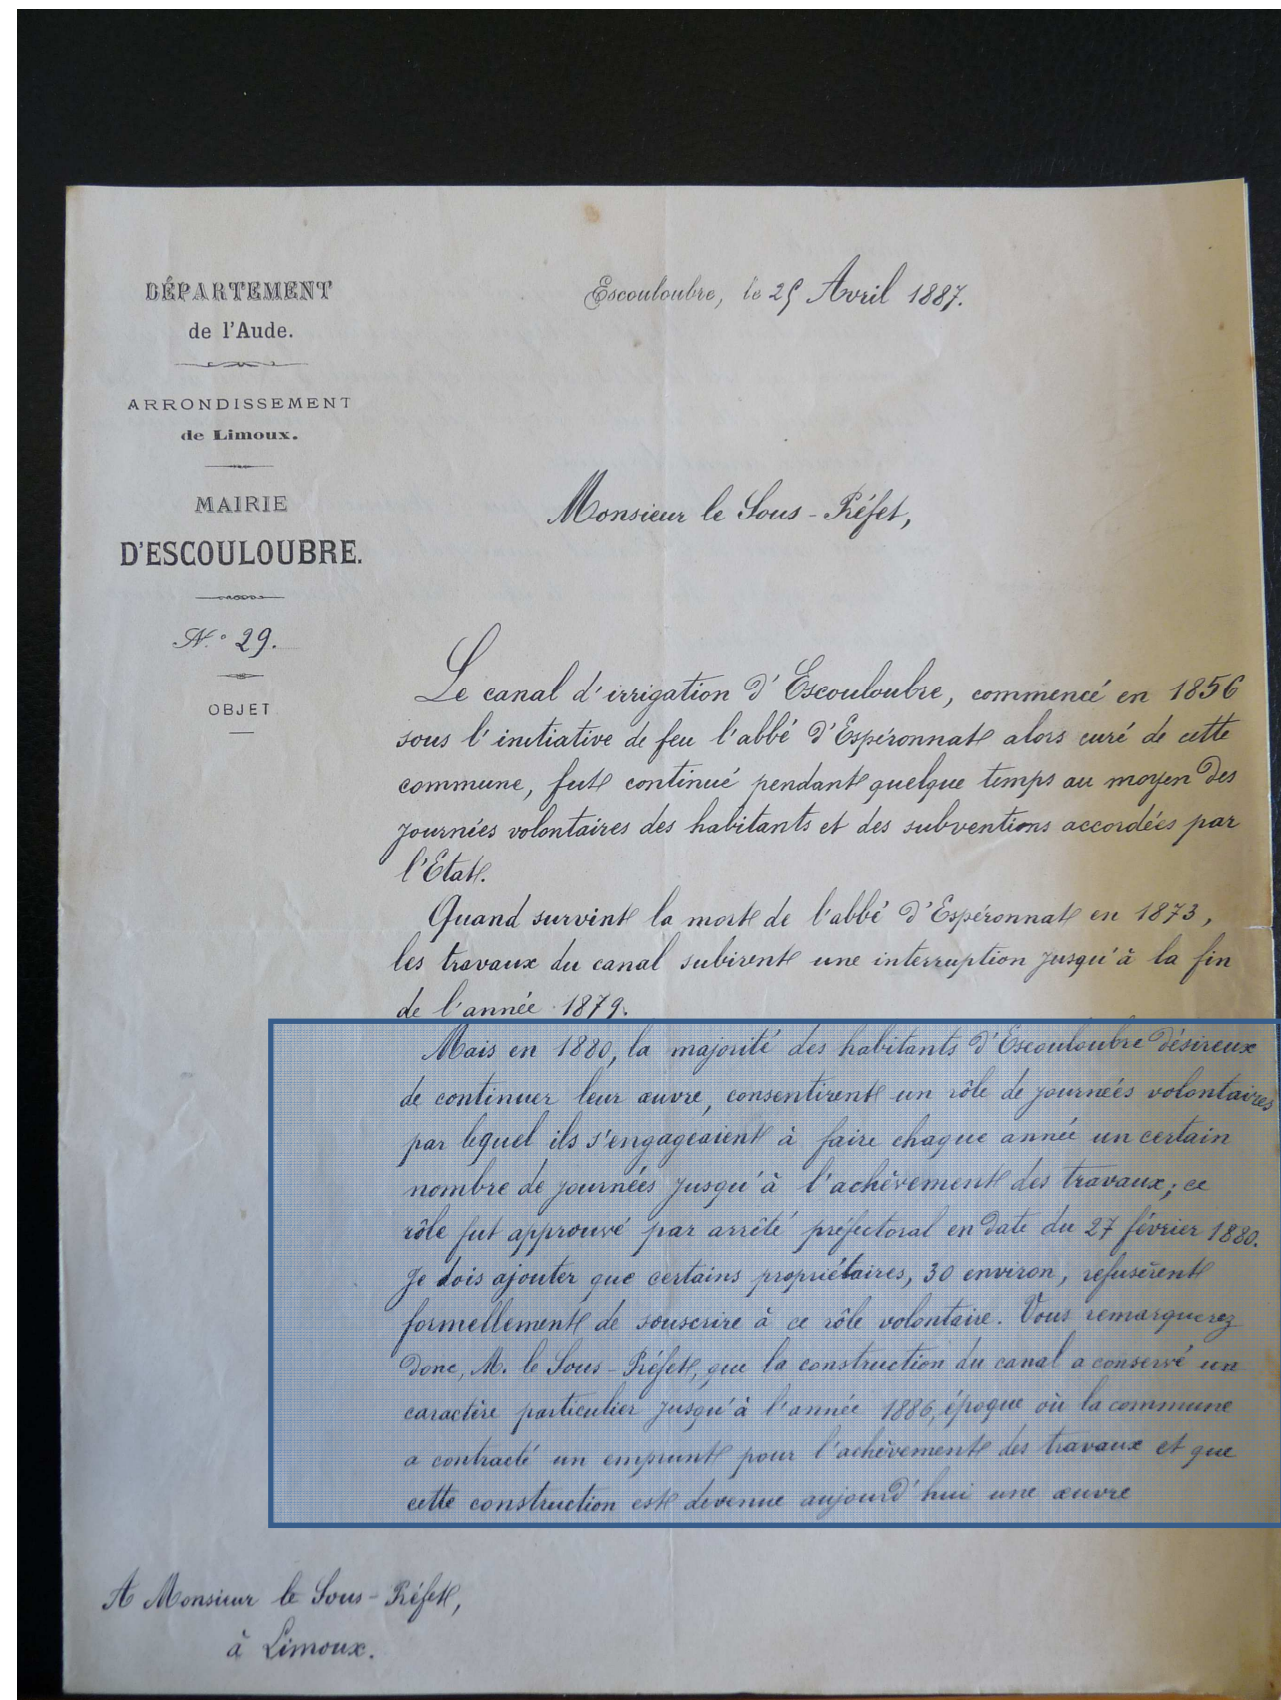 DÉPARTEMENT
de l'Aude.
ARRONDISSEMENT
de Limoux.
MAIRIE
D'ESCOULOUBRE.
N.° 29.
OBJET
Escouloubre, le 25 Avril 1887.
Monsieur le Sous-Préfet,
Le canal d'irrigation d'Escouloubre, commencé en 1856
sous l'initiative de feu l'abbé d'Espéronnat alors curé de cette
commune, fut continué pendant quelque temps au moyen des
journées volontaires des habitants et des subventions accordées par
l'Etat.
Quand survint la mort de l'abbé d'Espéronnat en 1873,
les travaux du canal subirent une interruption jusqu'à la fin
de l'année 1879.
Mais en 1880, la majorité des habitants d'Escouloubre désireux
de continuer leur œuvre, consentirent un rôle de journées volontaires
par lequel ils s'engageaient à faire chaque année un certain
nombre de journées jusqu'à l'achèvement des travaux; ce
rôle fut approuvé par arrêté préfectoral en date du 27 février 1880.
Je dois ajouter que certains propriétaires, 30 environ, refusèrent
formellement de souscrire à ce rôle volontaire. Vous remarquerez
donc, M. le Sous-Préfet, que la construction du canal a conservé un
caractère particulier jusqu'à l'année 1886, époque où la commune
a contracté un emprunt pour l'achèvement des travaux et que
cette construction est devenue aujourd'hui une œuvre
A Monsieur le Sous-Préfet,
à Limoux.